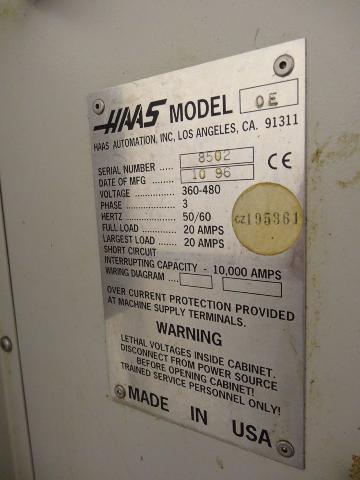 HAAS MODEL OE
HAAS AUTOMATION, INC, LOS ANGELES, CA. 91311
SERIAL NUMBER ..... 8502 CE
DATE OF MFG ........ 10 96
VOLTAGE .............. 360-480
PHASE .................. 3
HERTZ .................. 50/60
FULL LOAD ........... 20 AMPS
LARGEST LOAD .... 20 AMPS
SHORT CIRCUIT
INTERRUPTING CAPACITY - 10,000 AMPS
WIRING DIAGRAM ....
CZ195361
OVER CURRENT PROTECTION PROVIDED
AT MACHINE SUPPLY TERMINALS.
WARNING
LETHAL VOLTAGES INSIDE CABINET.
DISCONNECT FROM POWER SOURCE
BEFORE OPENING CABINET!
TRAINED SERVICE PERSONNEL ONLY!
MADE IN USA